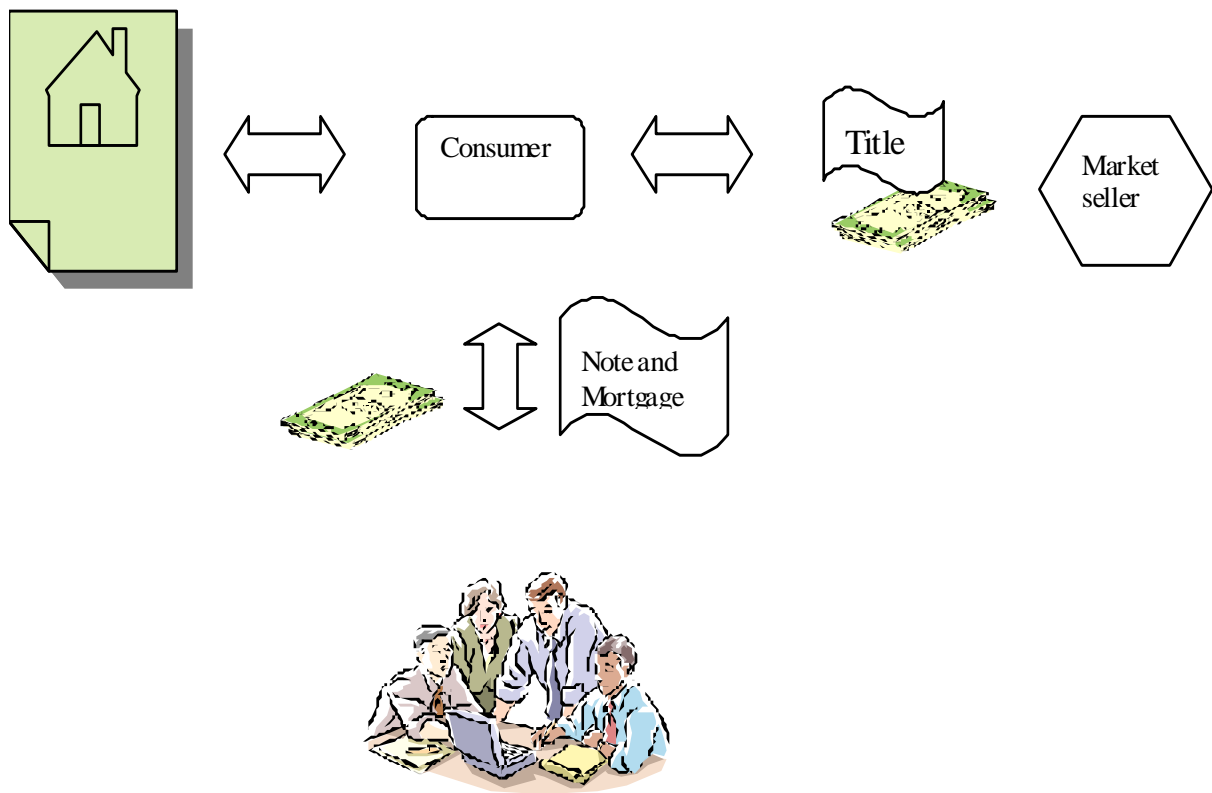 Consumer
Title
Market
seller
Note and
Mortgage